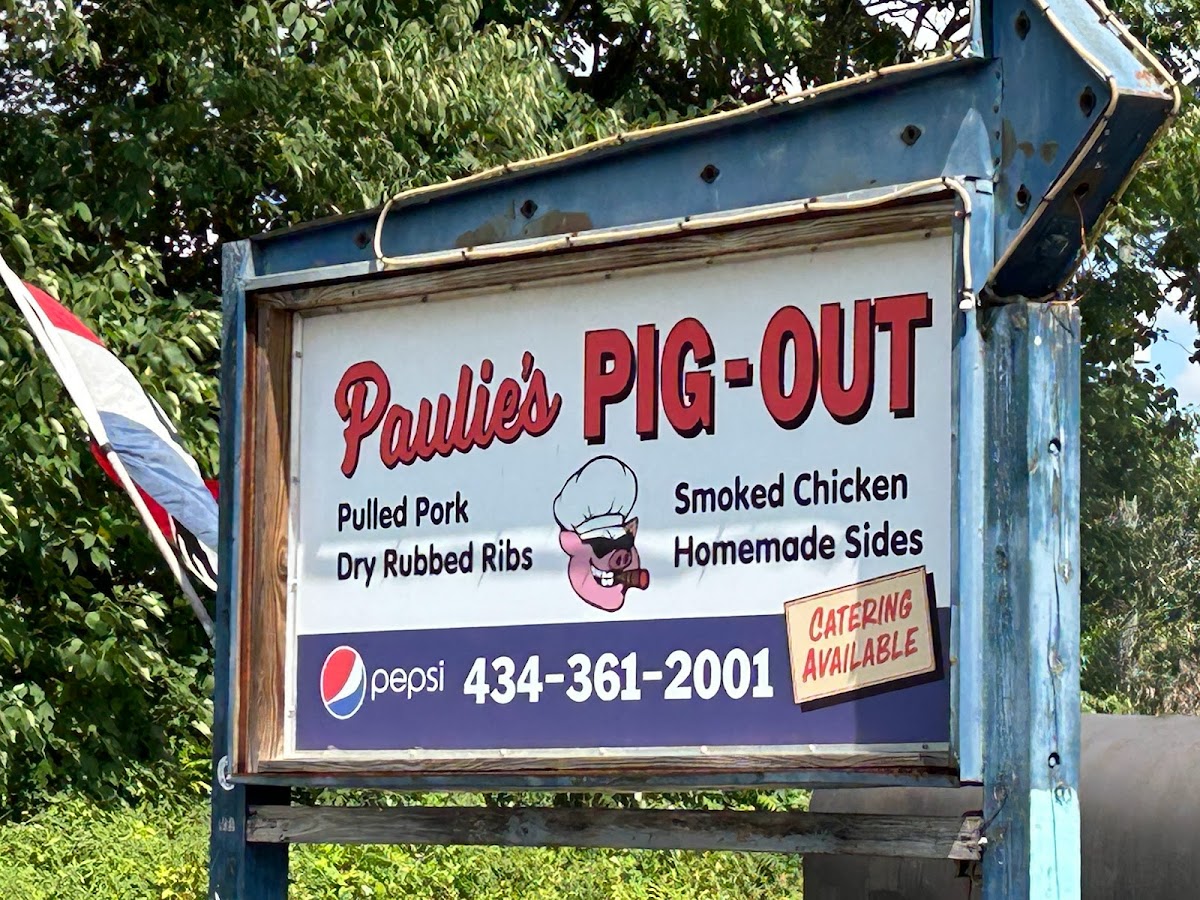 Paulie's PIG-OUT
Pulled Pork
Dry Rubbed Ribs
Smoked Chicken
Homemade Sides
CATERING
AVAILABLE
pepsi 434-361-2001